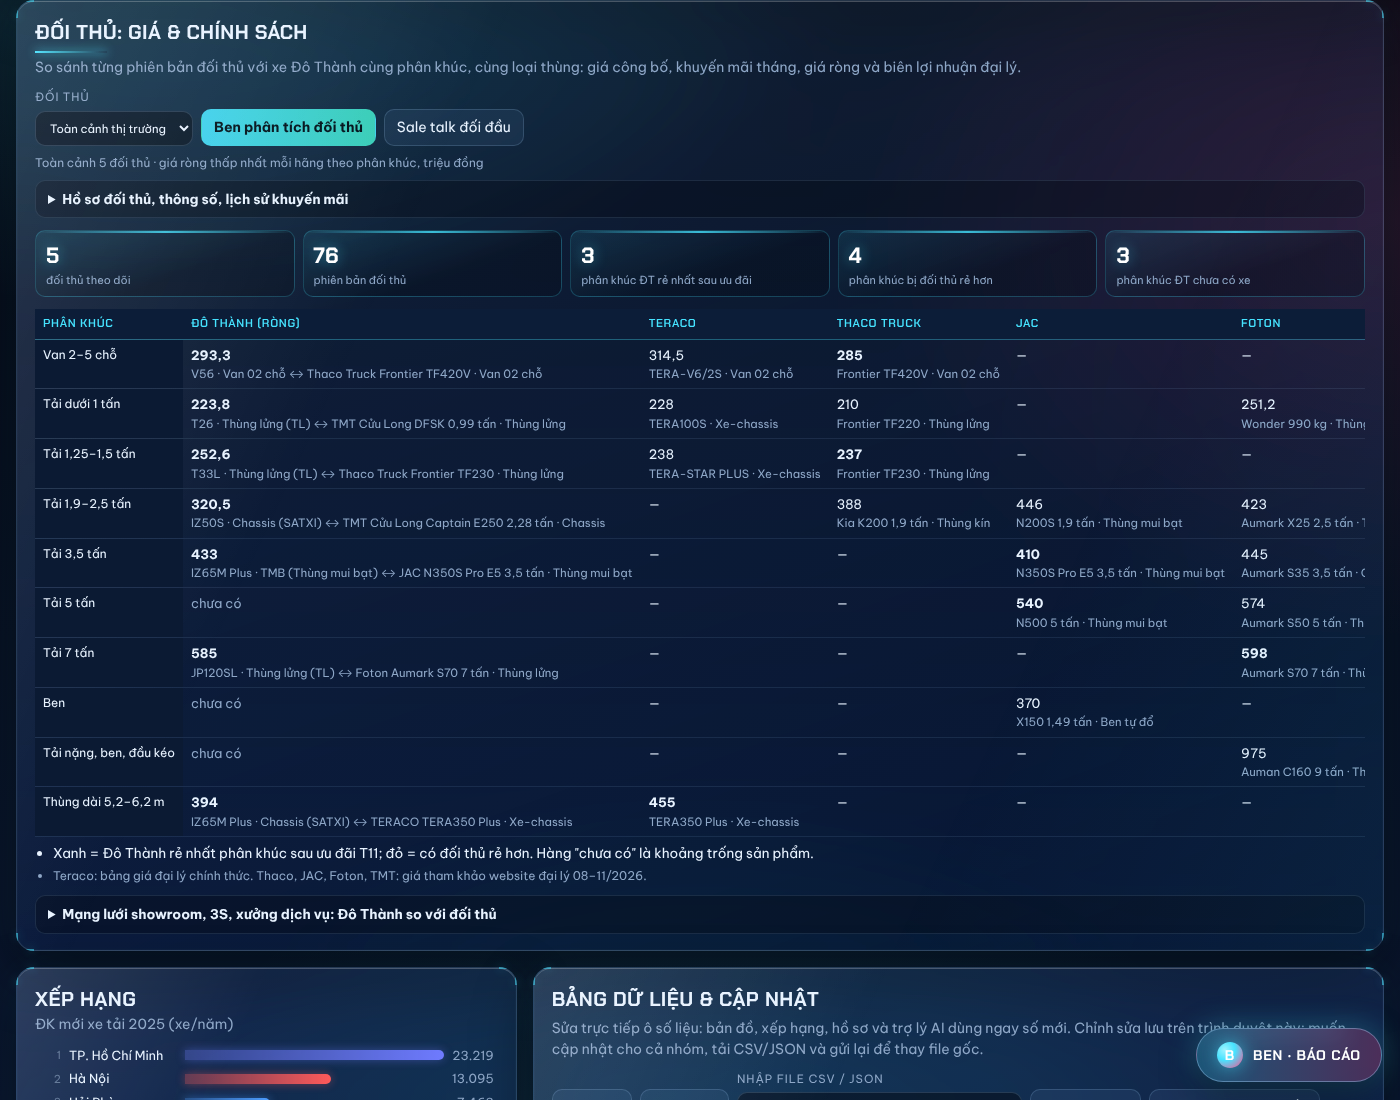 ĐỐI THỦ: GIÁ & CHÍNH SÁCH
So sánh từng phiên bản đối thủ với xe Đô Thành cùng phân khúc, cùng loại thùng: giá công bố, khuyến mãi tháng, giá ròng và biên lợi nhuận đại lý.
ĐỐI THỦ
Toàn cảnh thị trường
Ben phân tích đối thủ
Sale talk đối đầu
Toàn cảnh 5 đối thủ · giá ròng thấp nhất mỗi hãng theo phân khúc, triệu đồng
▶ Hồ sơ đối thủ, thông số, lịch sử khuyến mãi
5
đối thủ theo dõi
76
phiên bản đối thủ
3
phân khúc ĐT rẻ nhất sau ưu đãi
4
phân khúc bị đối thủ rẻ hơn
3
phân khúc ĐT chưa có xe
PHÂN KHÚC ĐÔ THÀNH (RÒNG) TERACO THACO TRUCK JAC FOTON
Van 2–5 chỗ 293,3 314,5 285 — —
V56 · Van 02 chỗ ↔ Thaco Truck Frontier TF420V · Van 02 chỗ TERA-V6/2S · Van 02 chỗ Frontier TF420V · Van 02 chỗ
Tải dưới 1 tấn 223,8 228 210 — 251,2
T26 · Thùng lửng (TL) ↔ TMT Cửu Long DFSK 0,99 tấn · Thùng lửng TERA100S · Xe-chassis Frontier TF220 · Thùng lửng Wonder 990 kg · Thùng
Tải 1,25–1,5 tấn 252,6 238 237 — —
T33L · Thùng lửng (TL) ↔ Thaco Truck Frontier TF230 · Thùng lửng TERA-STAR PLUS · Xe-chassis Frontier TF230 · Thùng lửng
Tải 1,9–2,5 tấn 320,5 — 388 446 423
IZ50S · Chassis (SATXI) ↔ TMT Cửu Long Captain E250 2,28 tấn · Chassis Kia K200 1,9 tấn · Thùng kín N200S 1,9 tấn · Thùng mui bạt Aumark X25 2,5 tấn ·
Tải 3,5 tấn 433 — — 410 445
IZ65M Plus · TMB (Thùng mui bạt) ↔ JAC N350S Pro E5 3,5 tấn · Thùng mui bạt N350S Pro E5 3,5 tấn · Thùng mui bạt Aumark S35 3,5 tấn ·
Tải 5 tấn chưa có — — 540 574
N500 5 tấn · Thùng mui bạt Aumark S50 5 tấn · Th
Tải 7 tấn 585 — — — 598
JP120SL · Thùng lửng (TL) ↔ Foton Aumark S70 7 tấn · Thùng lửng Aumark S70 7 tấn · Thù
Ben chưa có — — 370 —
X150 1,49 tấn · Ben tự đổ
Tải nặng, ben, đầu kéo chưa có — — — 975
Auman C160 9 tấn · Th
Thùng dài 5,2–6,2 m 394 455 — — —
IZ65M Plus · Chassis (SATXI) ↔ TERACO TERA350 Plus · Xe-chassis TERA350 Plus · Xe-chassis
• Xanh = Đô Thành rẻ nhất phân khúc sau ưu đãi T11; đỏ = có đối thủ rẻ hơn. Hàng "chưa có" là khoảng trống sản phẩm.
• Teraco: bảng giá đại lý chính thức. Thaco, JAC, Foton, TMT: giá tham khảo website đại lý 08–11/2026.
▶ Mạng lưới showroom, 3S, xưởng dịch vụ: Đô Thành so với đối thủ
XẾP HẠNG
ĐK mới xe tải 2025 (xe/năm)
1 TP. Hồ Chí Minh 23.219
2 Hà Nội 13.095
BẢNG DỮ LIỆU & CẬP NHẬT
Sửa trực tiếp ô số liệu: bản đồ, xếp hạng, hồ sơ và trợ lý AI dùng ngay số mới. Chỉnh sửa lưu trên trình duyệt này; muốn
cập nhật cho cả nhóm, tải CSV/JSON và gửi lại để thay file gốc.
NHẬP FILE CSV / JSON
B BEN · BÁO CÁO